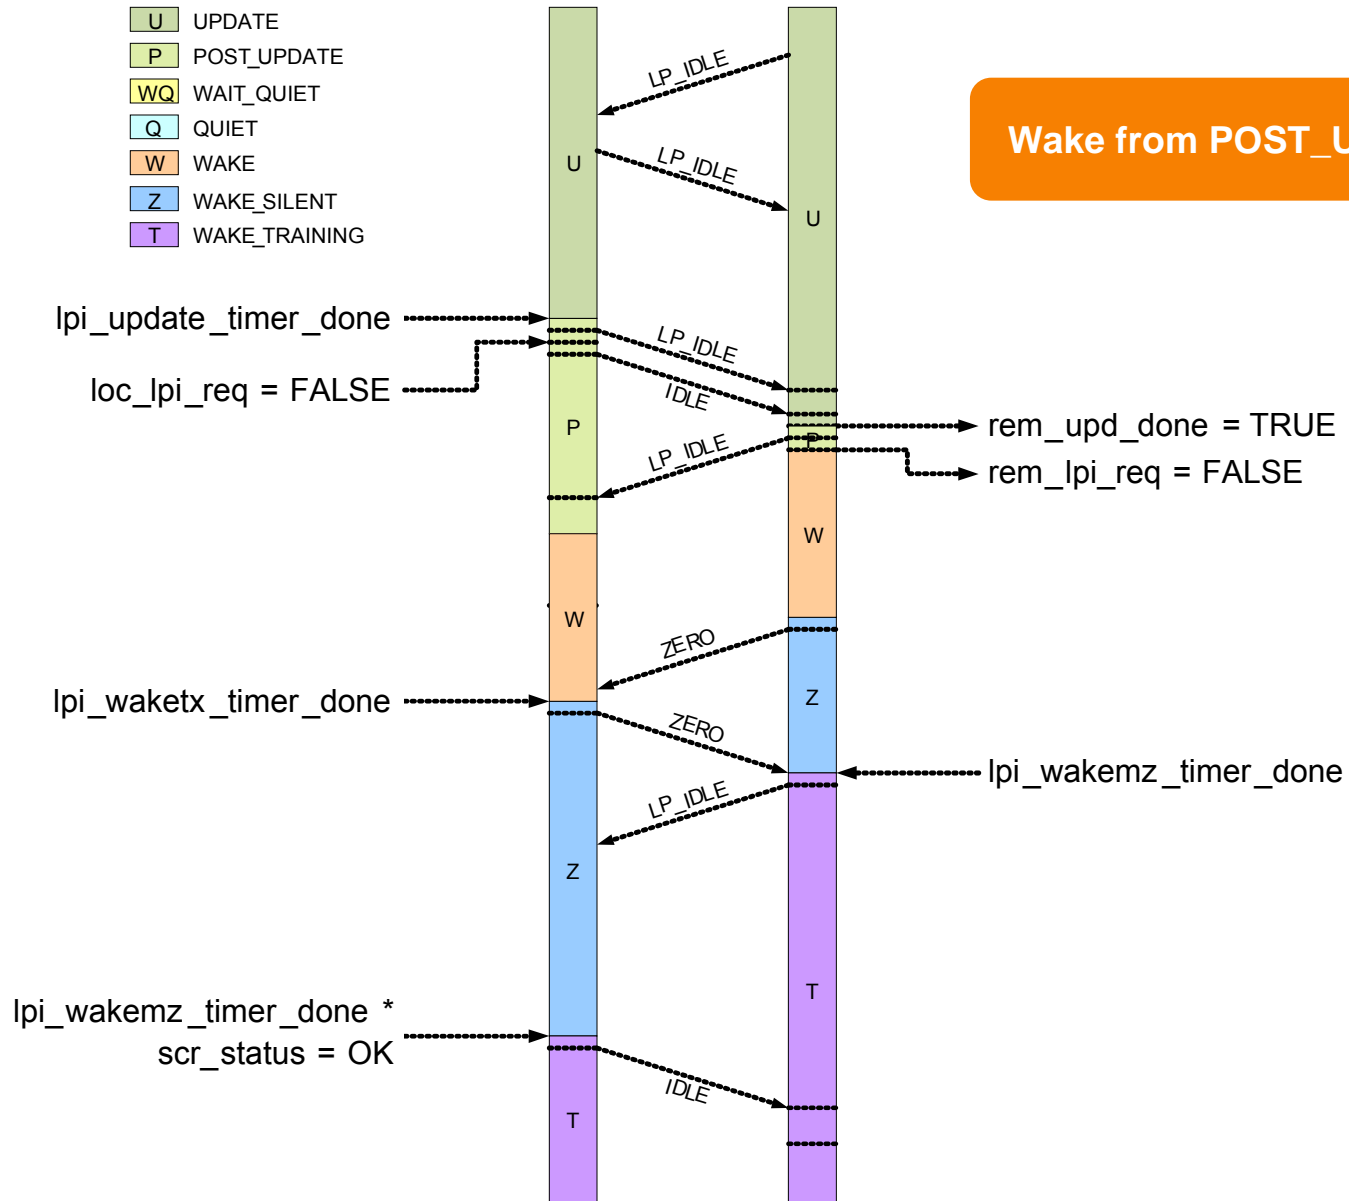 U UPDATE
P POST_UPDATE
WQ WAIT_QUIET
Q QUIET
W WAKE
Z WAKE_SILENT
T WAKE_TRAINING
Wake from POST_U
LP_IDLE
U
LP_IDLE
U
lpi_update_timer_done
loc_lpi_req = FALSE
LP_IDLE
IDLE
P
rem_upd_done = TRUE
P
LP_IDLE
rem_lpi_req = FALSE
W
W
ZERO
lpi_waketx_timer_done
Z
ZERO
lpi_wakemz_timer_done
LP_IDLE
Z
T
lpi_wakemz_timer_done *
scr_status = OK
IDLE
T